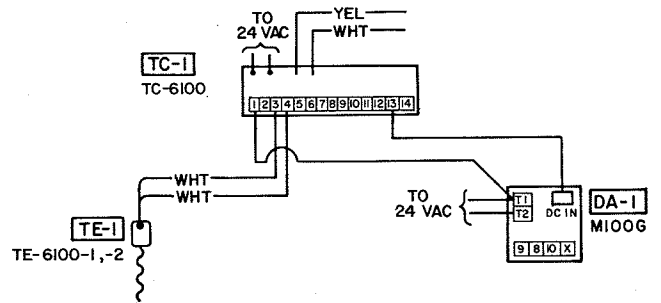 TO
24 VAC
YEL
WHT
TC-1
TC-6100
1 2 3 4 5 6 7 8 9 10 11 12 13 14
WHT
WHT
TO
24 VAC
T1
T2
DC IN
DA-1
M100G
TE-1
TE-6100-1,-2
9 8 10 X